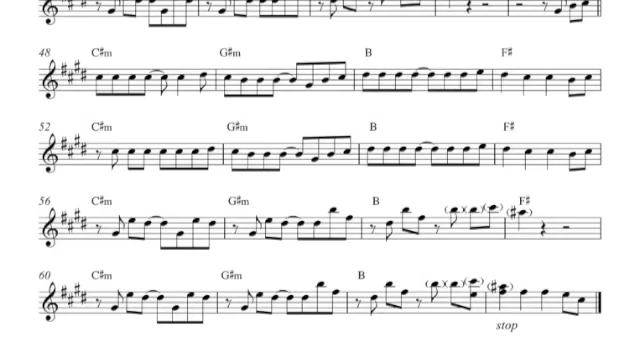 48 C#m G#m B F#
52 C#m G#m B F#
56 C#m G#m B F#
60 C#m G#m B F#
stop